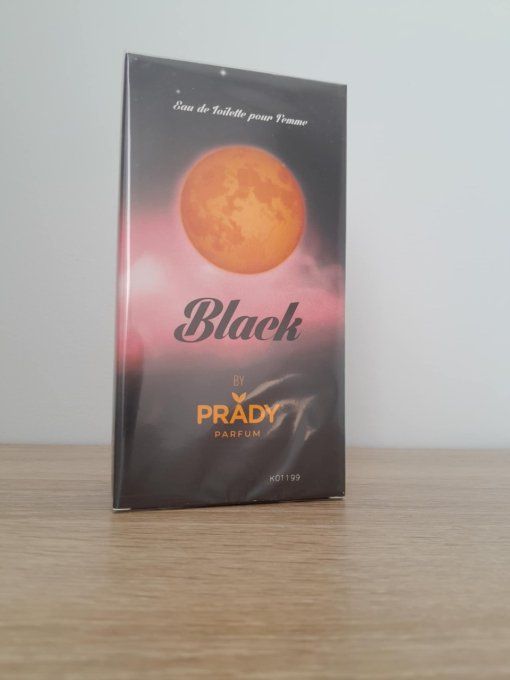 Eau de Toilette pour Femme
Black
BY
PRADY
PARFUM
K01199